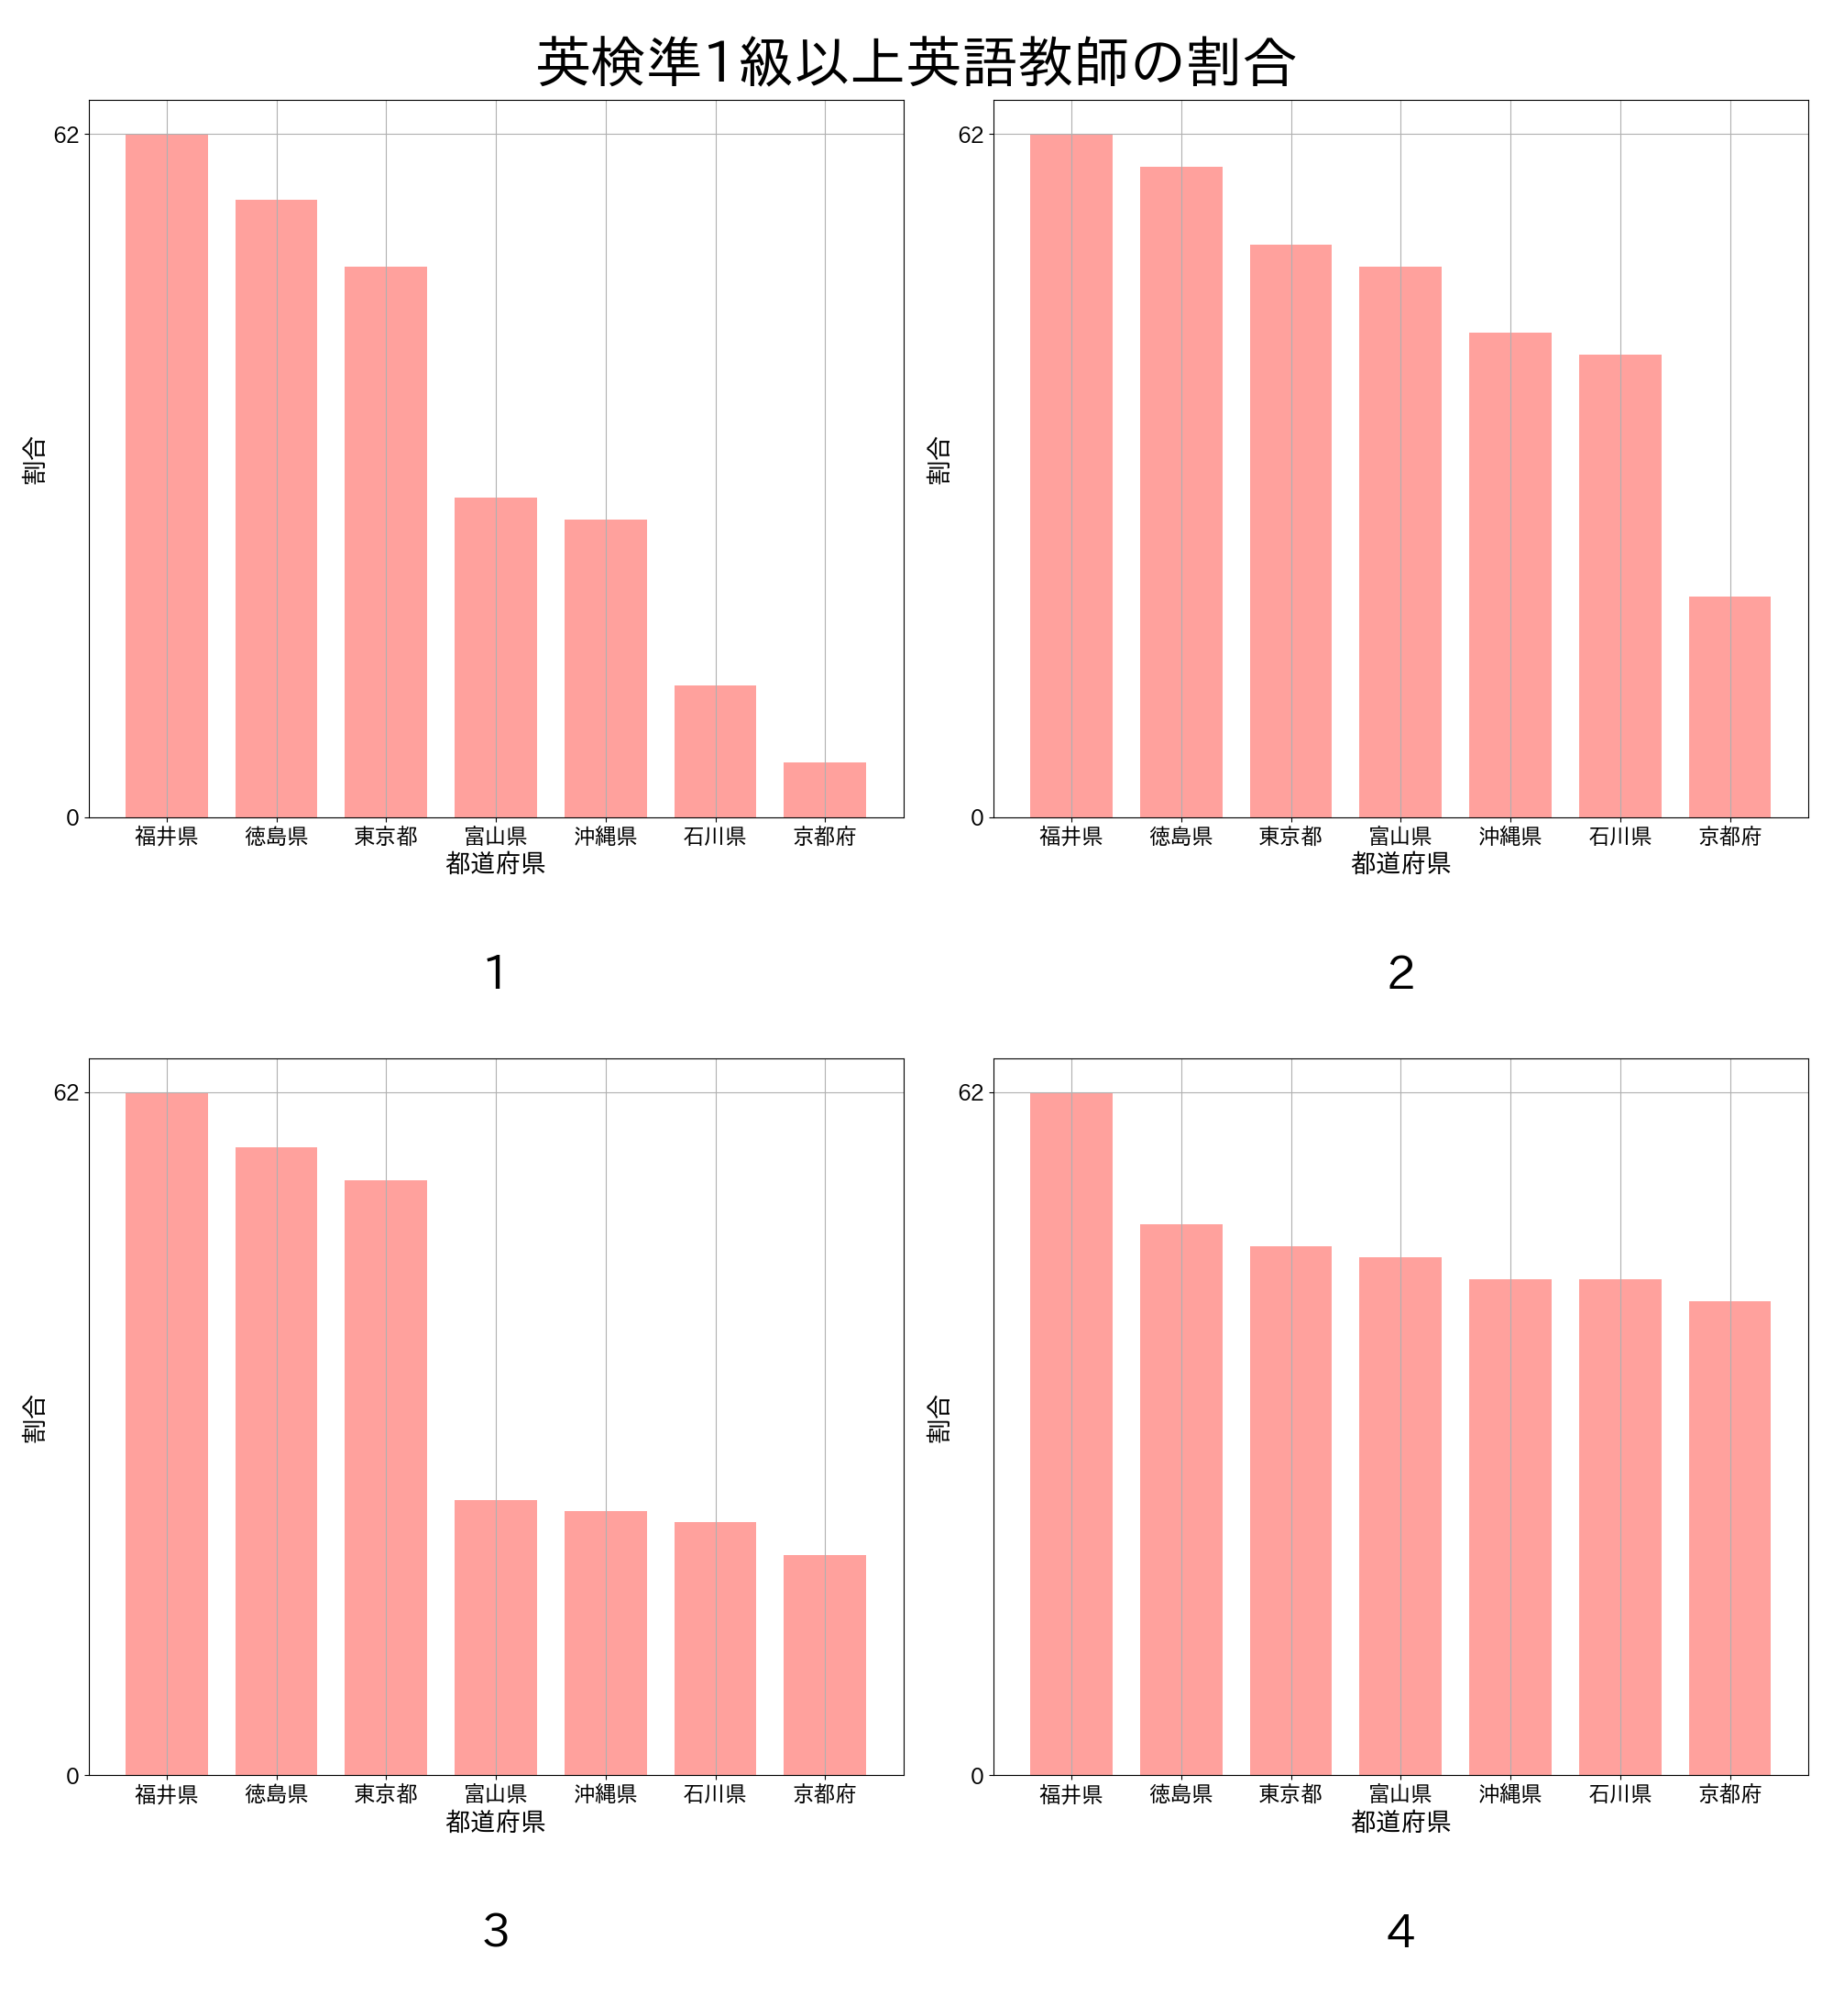 英検準1級以上英語教師の割合
62
0
割合
福井県 徳島県 東京都 富山県 沖縄県 石川県 京都府
都道府県
1
62
0
割合
福井県 徳島県 東京都 富山県 沖縄県 石川県 京都府
都道府県
2
62
0
割合
福井県 徳島県 東京都 富山県 沖縄県 石川県 京都府
都道府県
3
62
0
割合
福井県 徳島県 東京都 富山県 沖縄県 石川県 京都府
都道府県
4